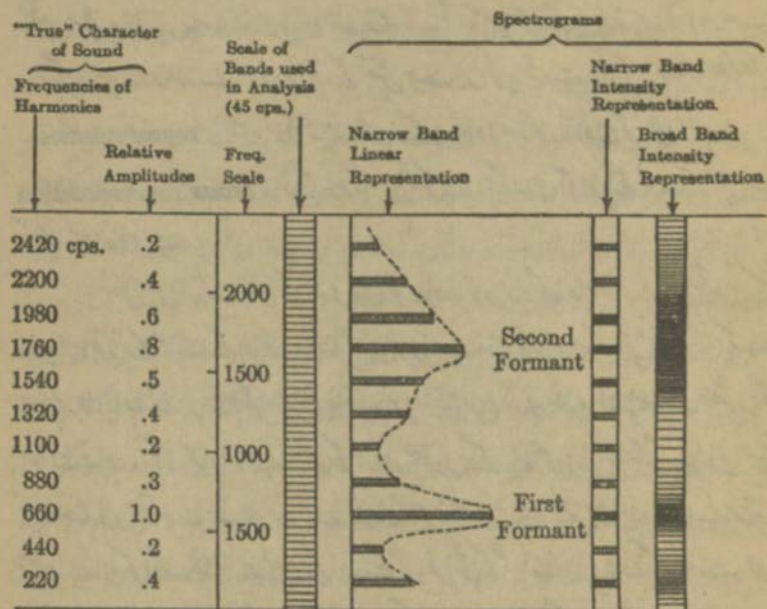 "True" Character
of Sound
Frequencies of
Harmonics
Relative
Amplitudes
Scale of
Bands used
in Analysis
(45 cps.)
Freq.
Scale
Spectrograms
Narrow Band
Linear
Representation
Narrow Band
Intensity
Representation
Broad Band
Intensity
Representation
2420 cps. .2
2200 .4
1980 .6
1760 .8
1540 .5
1320 .4
1100 .2
880 .3
660 1.0
440 .2
220 .4
2000
1500
1000
1500
Second
Formant
First
Formant